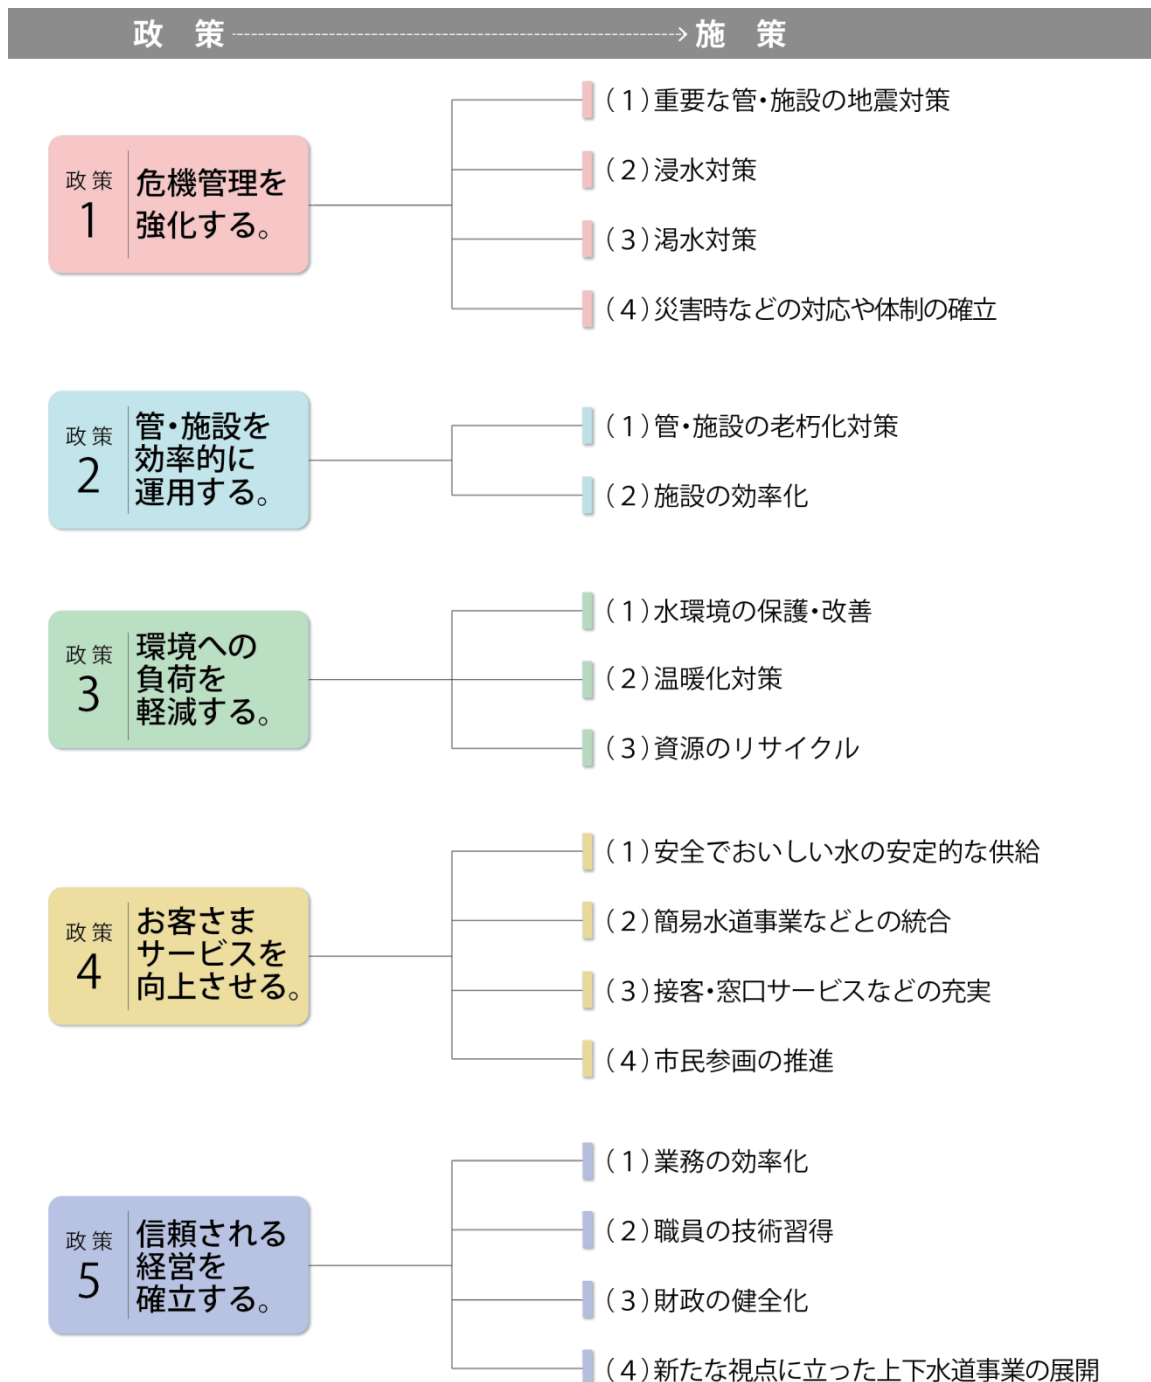 政　策 施　策
政策
1
危機管理を
強化する。
（1）重要な管・施設の地震対策
（2）浸水対策
（3）渇水対策
（4）災害時などの対応や体制の確立
政策
2
管・施設を
効率的に
運用する。
（1）管・施設の老朽化対策
（2）施設の効率化
政策
3
環境への
負荷を
軽減する。
（1）水環境の保護・改善
（2）温暖化対策
（3）資源のリサイクル
政策
4
お客さま
サービスを
向上させる。
（1）安全でおいしい水の安定的な供給
（2）簡易水道事業などとの統合
（3）接客・窓口サービスなどの充実
（4）市民参画の推進
政策
5
信頼される
経営を
確立する。
（1）業務の効率化
（2）職員の技術習得
（3）財政の健全化
（4）新たな視点に立った上下水道事業の展開